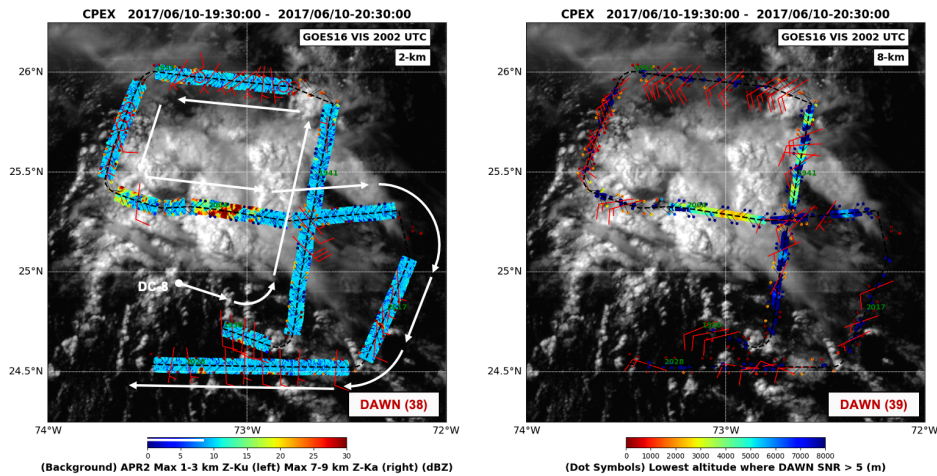 CPEX 2017/06/10-19:30:00 - 2017/06/10-20:30:00
GOES16 VIS 2002 UTC
2-km
26°N
25.5°N
25°N
24.5°N
74°W
73°W
72°W
1941
DC-8
DAWN (38)
0 5 10 15 20 25 30
(Background) APR2 Max 1-3 km Z-Ku (left) Max 7-9 km Z-Ka (right) (dBZ)
CPEX 2017/06/10-19:30:00 - 2017/06/10-20:30:00
GOES16 VIS 2002 UTC
8-km
26°N
25.5°N
25°N
24.5°N
74°W
73°W
72°W
1941
2017
2028
DAWN (39)
0 1000 2000 3000 4000 5000 6000 7000 8000
(Dot Symbols) Lowest altitude where DAWN SNR > 5 (m)